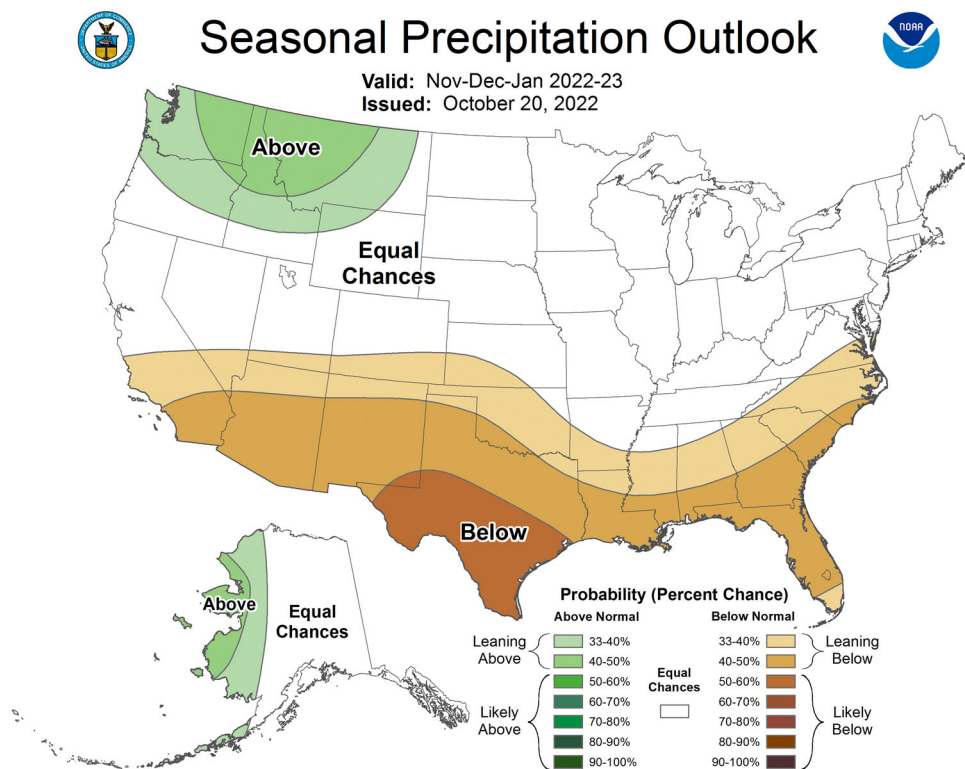 Seasonal Precipitation Outlook
NOAA
Valid: Nov-Dec-Jan 2022-23
Issued: October 20, 2022
Above
Equal
Chances
Below
Above
Equal
Chances
Probability (Percent Chance)
Above Normal
Below Normal
Leaning
Above
33-40%
40-50%
50-60%
60-70%
70-80%
80-90%
90-100%
Likely
Above
Equal
Chances
33-40%
40-50%
50-60%
60-70%
70-80%
80-90%
90-100%
Leaning
Below
Likely
Below